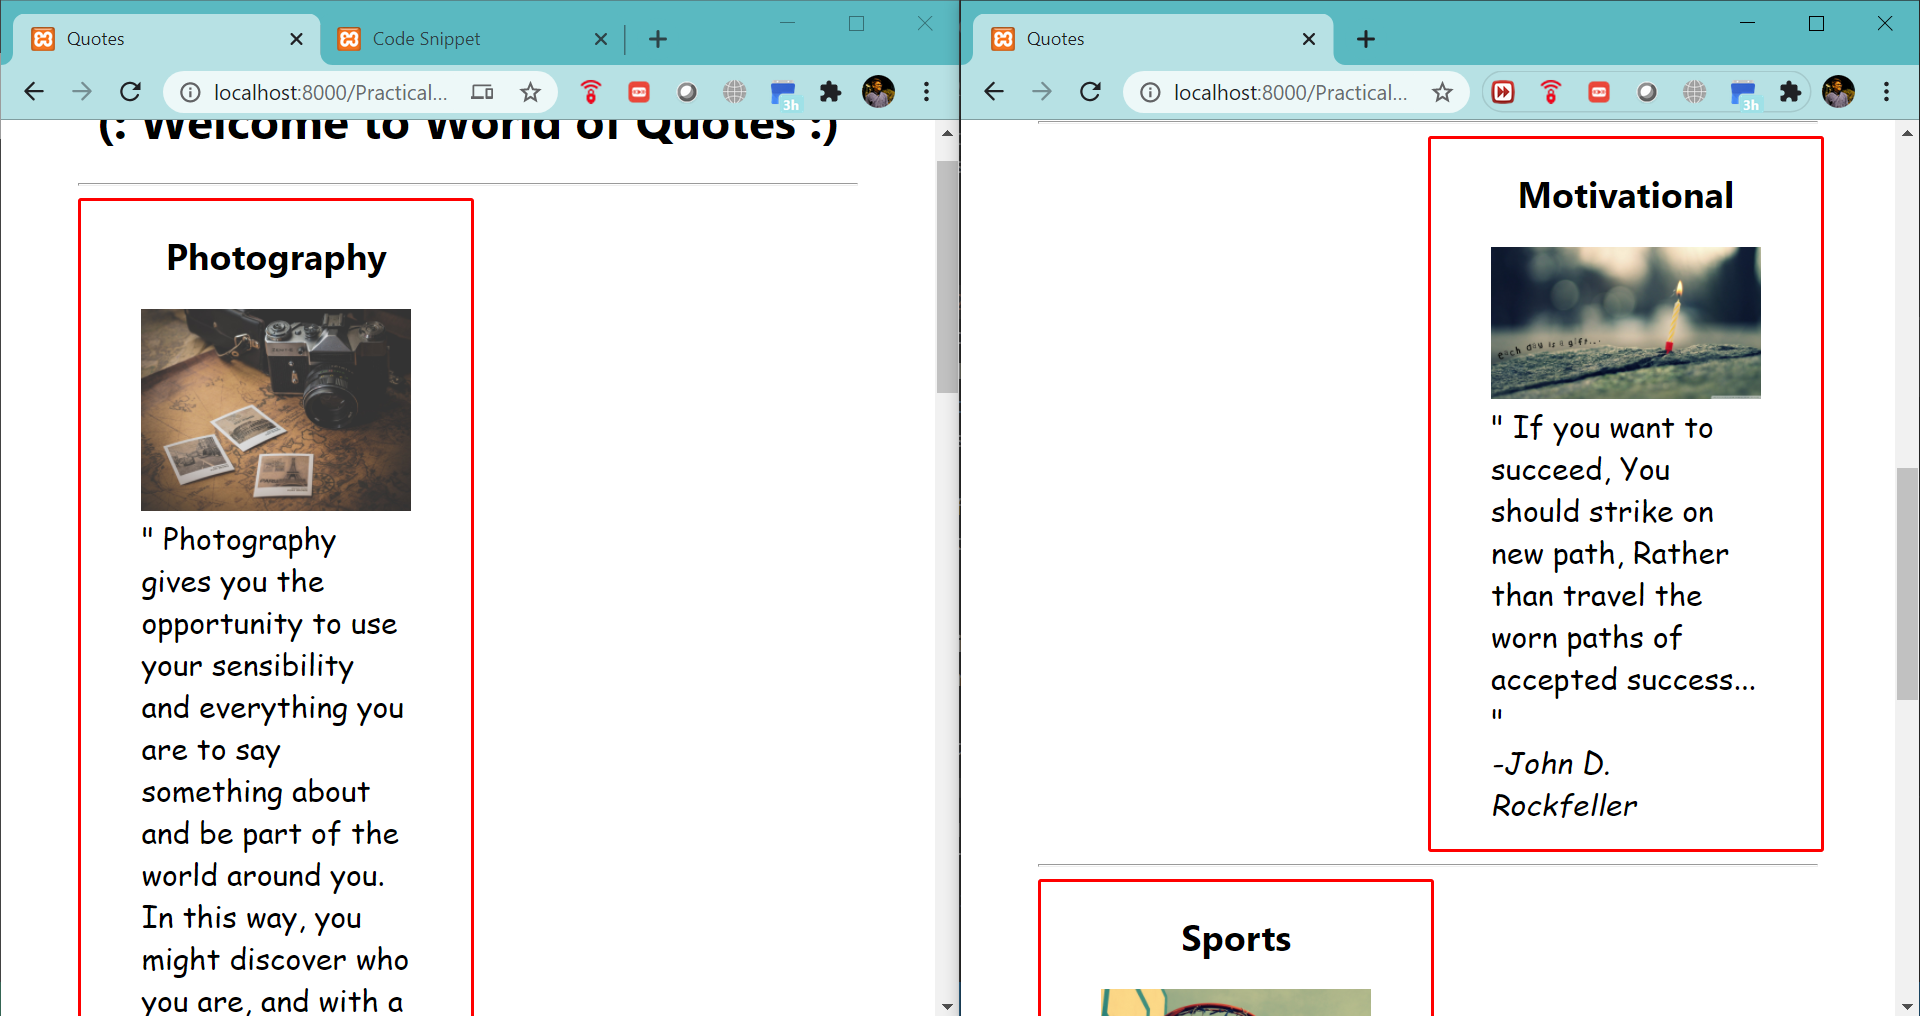 Quotes
Code Snippet
localhost:8000/Practical...
3h
(: Welcome to World of Quotes :)
Photography
" Photography
gives you the
opportunity to use
your sensibility
and everything you
are to say
something about
and be part of the
world around you.
In this way, you
might discover who
you are, and with a
Quotes
localhost:8000/Practical...
3h
Motivational
each day is a gift...
" If you want to
succeed, You
should strike on
new path, Rather
than travel the
worn paths of
accepted success...
"
-John D.
Rockfeller
Sports